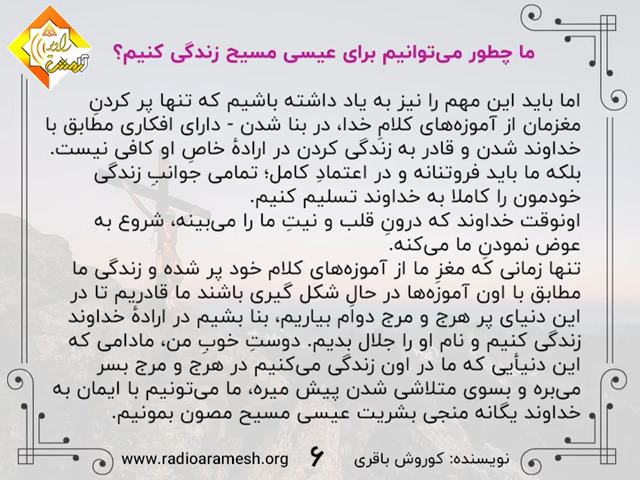 رادیو
آرامش
ما چطور می‌توانیم برای عیسی مسیح زندگی کنیم؟
اما باید این مهم را نیز به یاد داشته باشیم که تنها پر کردنِ
مغزمان از آموزه‌های کلامِ خدا، در بنا شدن - دارای افکاری مطابق با
خداوند شدن و قادر به زندگی کردن در ارادهٔ خاصِ او کافی نیست.
بلکه ما باید فروتنانه و در اعتمادِ کامل؛ تمامی جوانبِ زندگی
خودمون را کاملا به خداوند تسلیم کنیم.
اونوقت خداوند که درونِ قلب و نیتِ ما را می‌بینه، شروع به
عوض نمودنِ ما می‌کنه.
تنها زمانی که مغزِ ما از آموزه‌های کلام خود پر شده و زندگی ما
مطابق با اون آموزه‌ها در حالِ شکل گیری باشند ما قادریم تا در
این دنیای پر هرج و مرج دوام بیاریم، بنا بشیم در ارادهٔ خداوند
زندگی کنیم و نام او را جلال بدیم. دوستِ خوبِ من، مادامی که
این دنیأیی که ما در اون زندگی می‌کنیم در هرج و مرج بسر
می‌بره و بسوی متلاشی شدن پیش میره، ما می‌تونیم با ایمان به
خداوند یگانه منجی بشریت عیسی مسیح مصون بمونیم.
نویسنده: کوروش باقری ۶ www.radioaramesh.org